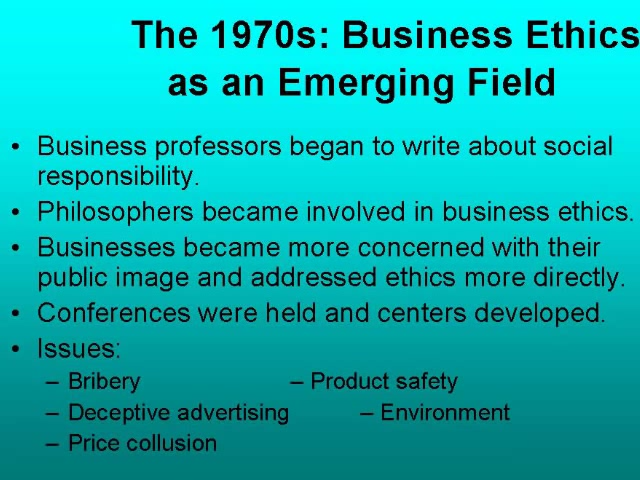 The 1970s: Business Ethics
as an Emerging Field
• Business professors began to write about social
responsibility.
• Philosophers became involved in business ethics.
• Businesses became more concerned with their
public image and addressed ethics more directly.
• Conferences were held and centers developed.
• Issues:
– Bribery – Product safety
– Deceptive advertising – Environment
– Price collusion